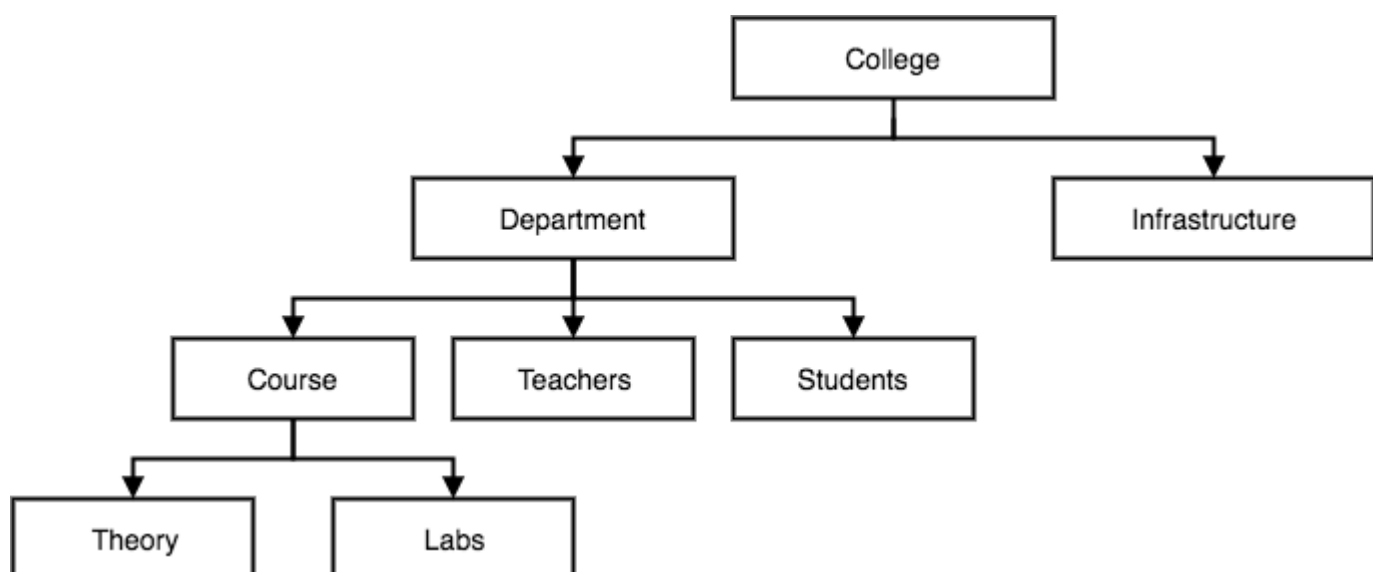 College
Department
Infrastructure
Course
Teachers
Students
Theory
Labs